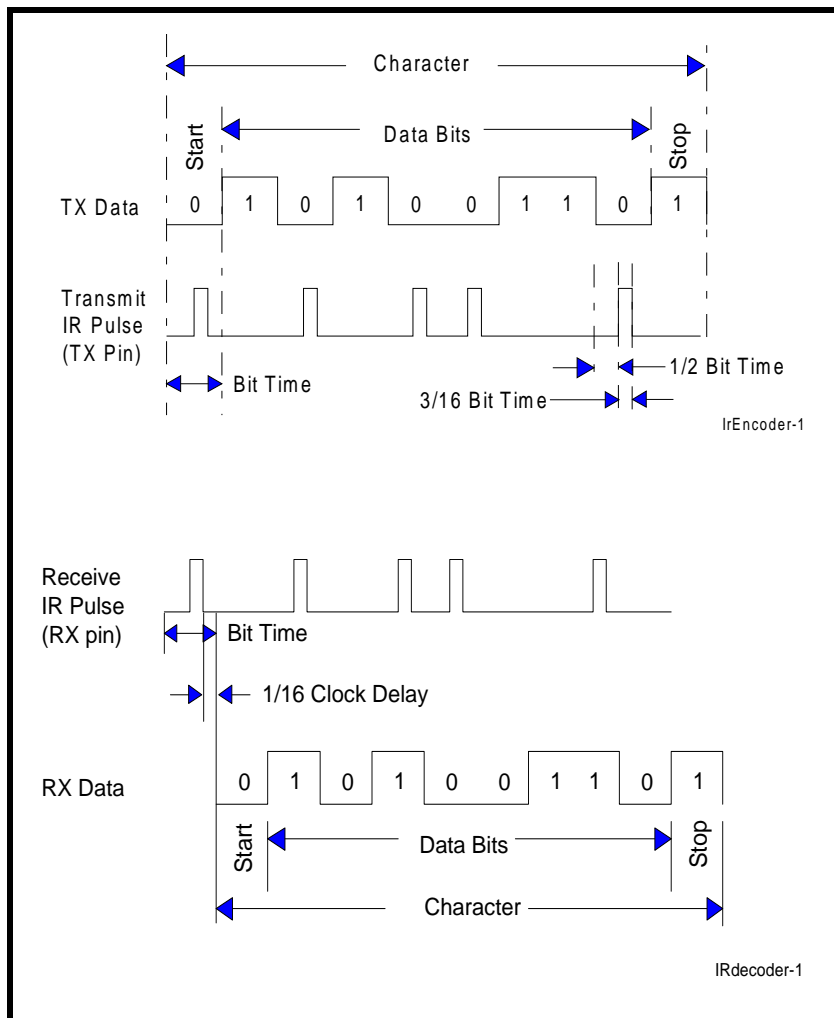 Character
Start
Data Bits
Stop
TX Data
0 1 0 1 0 0 1 1 0 1
Transmit
IR Pulse
(TX Pin)
Bit Time
1/2 Bit Time
3/16 Bit Time
IrEncoder-1
Receive
IR Pulse
(RX pin)
Bit Time
1/16 Clock Delay
RX Data
0 1 0 1 0 0 1 1 0 1
Start
Data Bits
Stop
Character
IRdecoder-1